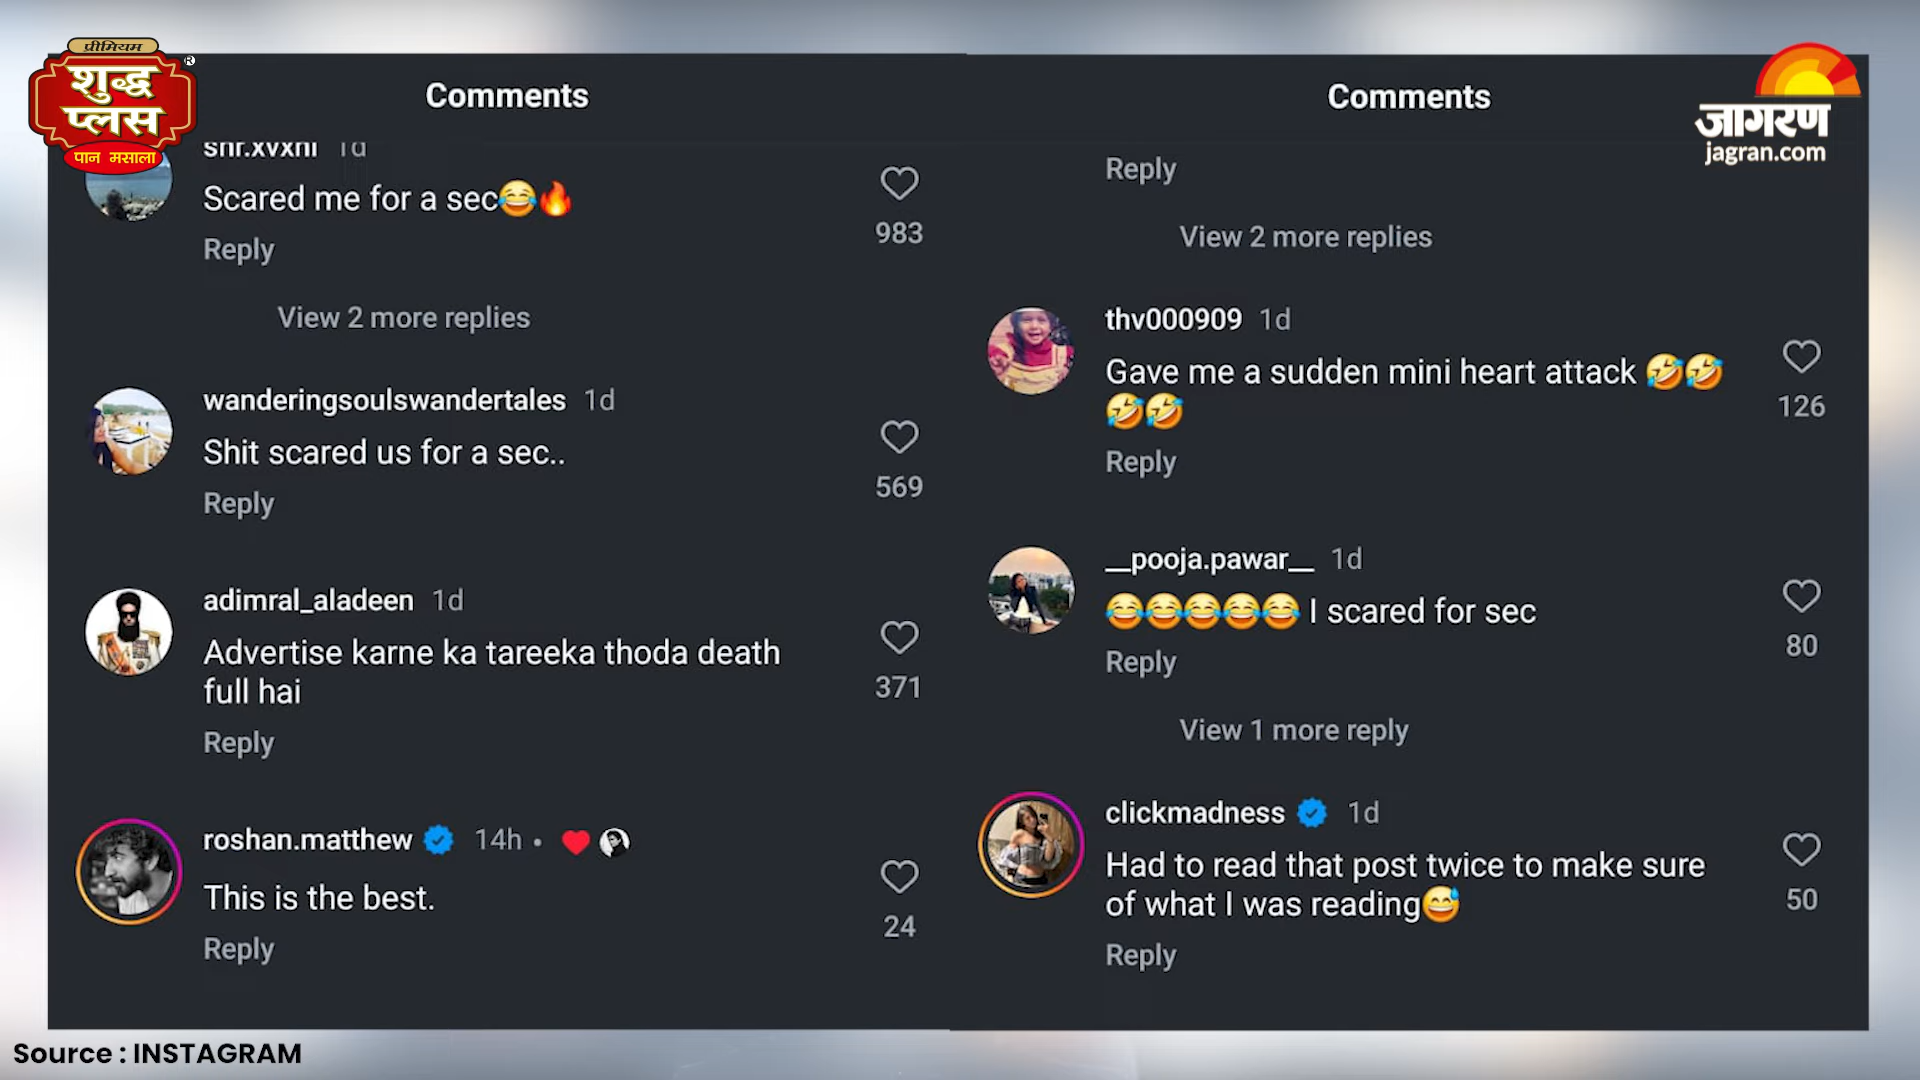 प्रीमियम
शुद्ध
प्लस
पान मसाला
®
जागरण
jagran.com
Comments
1d
Scared me for a sec😂🔥
983
Reply
View 2 more replies
wanderingsoulswandertales 1d
Shit scared us for a sec..
569
Reply
adimral_aladeen 1d
Advertise karne ka tareeka thoda death
full hai
371
Reply
roshan.matthew 14h • ❤️
This is the best.
24
Reply
Comments
Reply
View 2 more replies
thv000909 1d
Gave me a sudden mini heart attack 🤣🤣
🤣🤣
126
Reply
__pooja.pawar__ 1d
😂😂😂😂😂 I scared for sec
80
Reply
View 1 more reply
clickmadness 1d
Had to read that post twice to make sure
of what I was reading😅
50
Reply
Source : INSTAGRAM